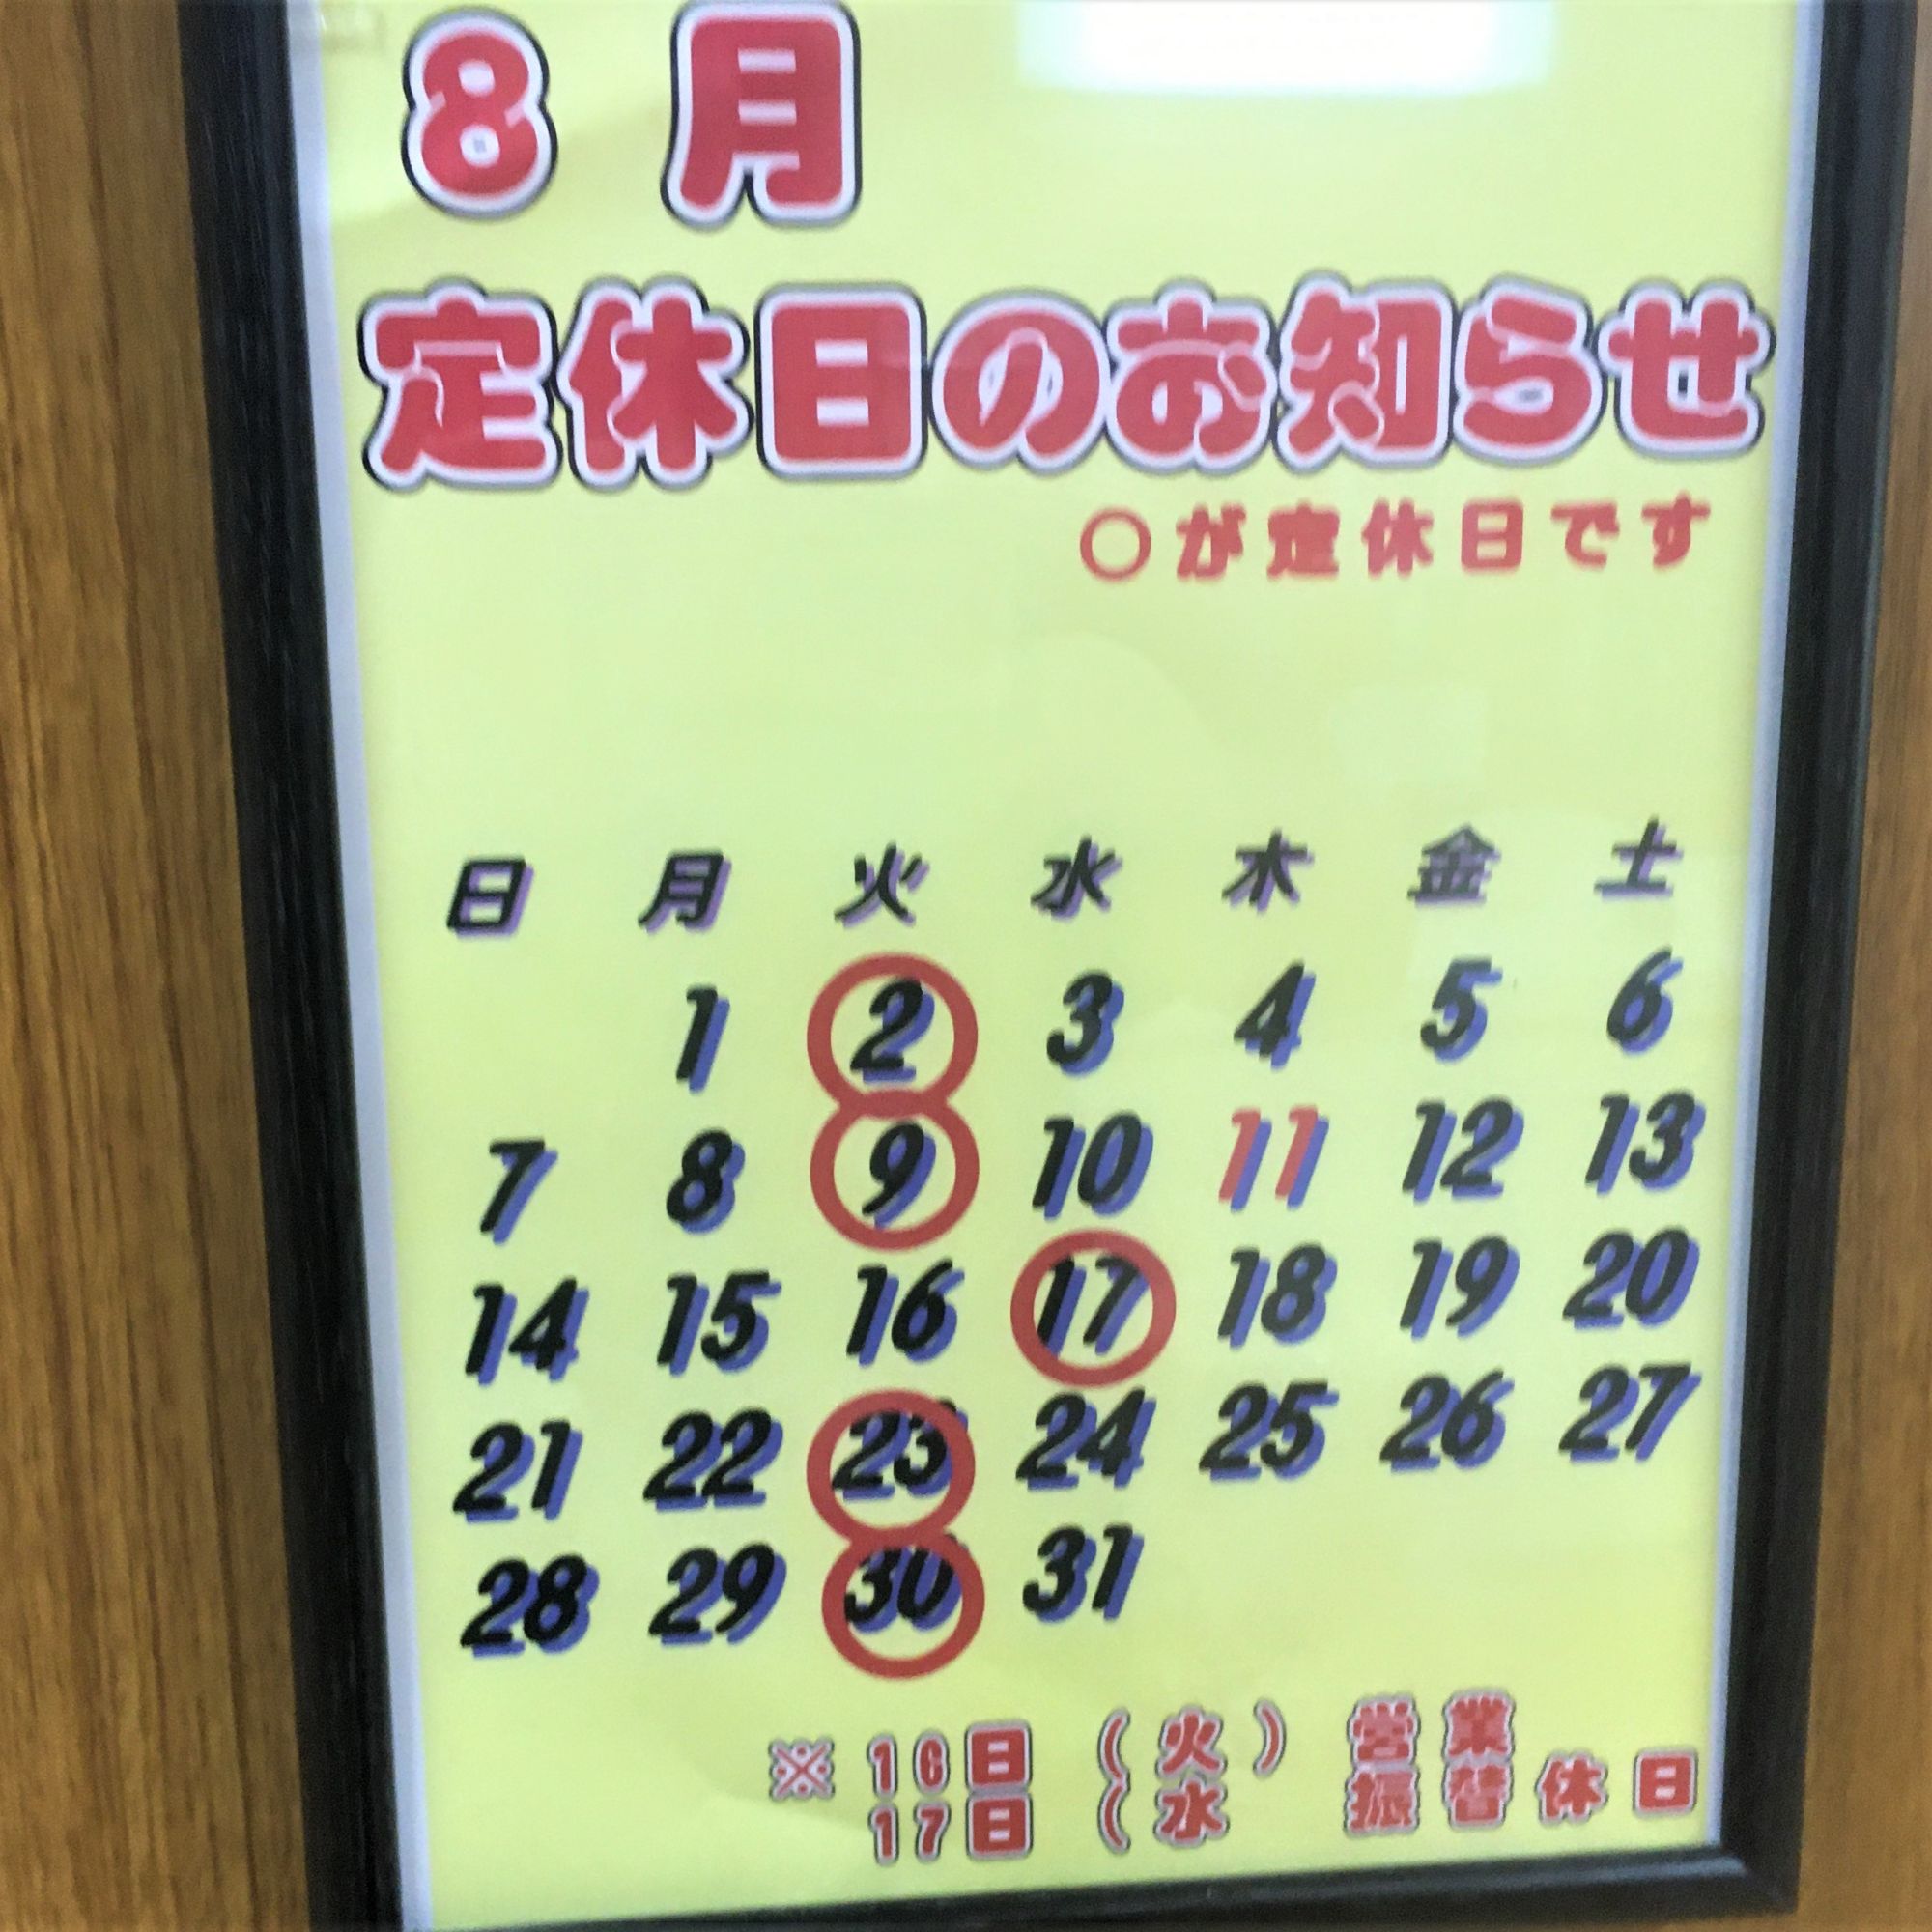 8月
定休日のお知らせ
○が定休日です
日 月 火 水 木 金 土
1 2 3 4 5 6
7 8 9 10 11 12 13
14 15 16 17 18 19 20
21 22 23 24 25 26 27
28 29 30 31
※16日(火)営業
17日(水 振替休日